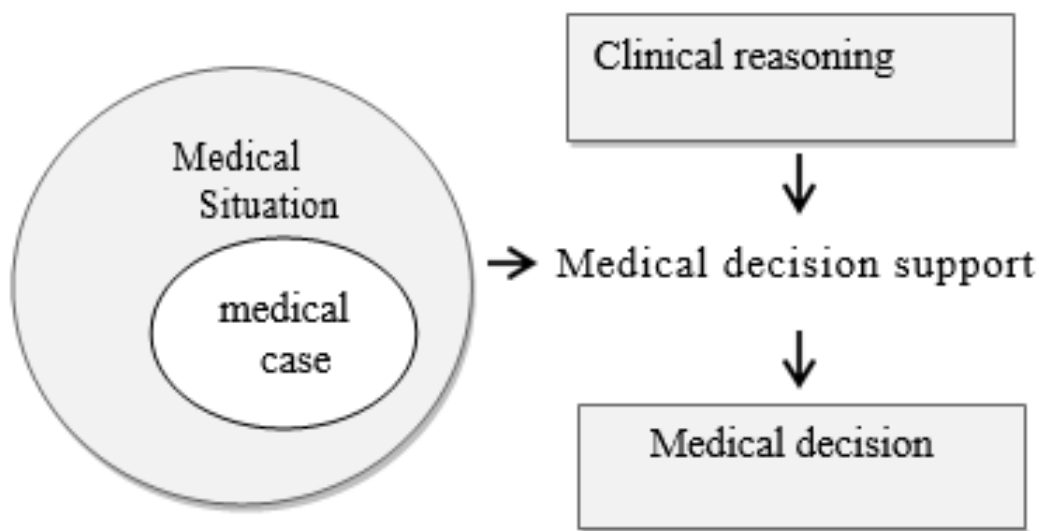 Clinical reasoning
Medical
Situation
medical
case
Medical decision support
Medical decision